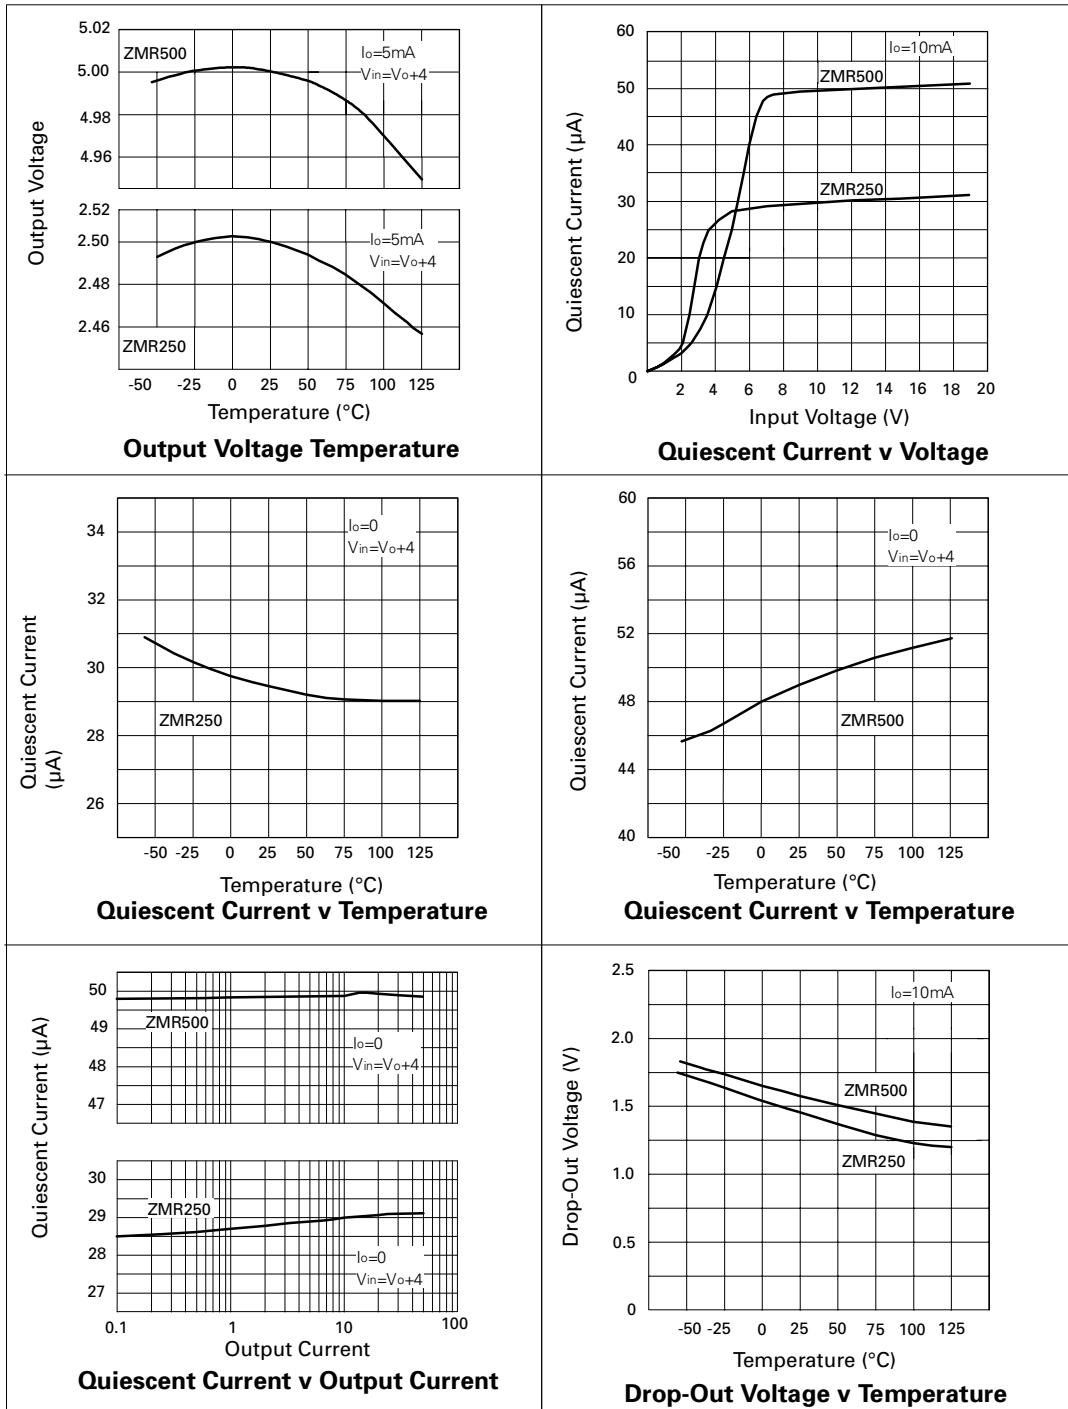 5.02
5.00
4.98
4.96
ZMR500
Io=5mA
Vin=Vo+4
Output Voltage
2.52
2.50
2.48
2.46
Io=5mA
Vin=Vo+4
ZMR250
-50 -25 0 25 50 75 100 125
Temperature (°C)
Output Voltage Temperature
60
50
40
30
20
10
0
Quiescent Current (µA)
Io=10mA
ZMR500
ZMR250
2 4 6 8 10 12 14 16 18 20
Input Voltage (V)
Quiescent Current v Voltage
34
32
30
28
26
Quiescent Current
(µA)
Io=0
Vin=Vo+4
ZMR250
-50 -25 0 25 50 75 100 125
Temperature (°C)
Quiescent Current v Temperature
60
56
52
48
44
40
Quiescent Current (µA)
Io=0
Vin=Vo+4
ZMR500
-50 -25 0 25 50 75 100 125
Temperature (°C)
Quiescent Current v Temperature
50
49
48
47
ZMR500
Io=0
Vin=Vo+4
Quiescent Current (µA)
30
29
28
27
ZMR250
Io=0
Vin=Vo+4
0.1 1 10 100
Output Current
Quiescent Current v Output Current
2.5
2.0
1.5
1.0
0.5
0
Drop-Out Voltage (V)
Io=10mA
ZMR500
ZMR250
-50 -25 0 25 50 75 100 125
Temperature (°C)
Drop-Out Voltage v Temperature